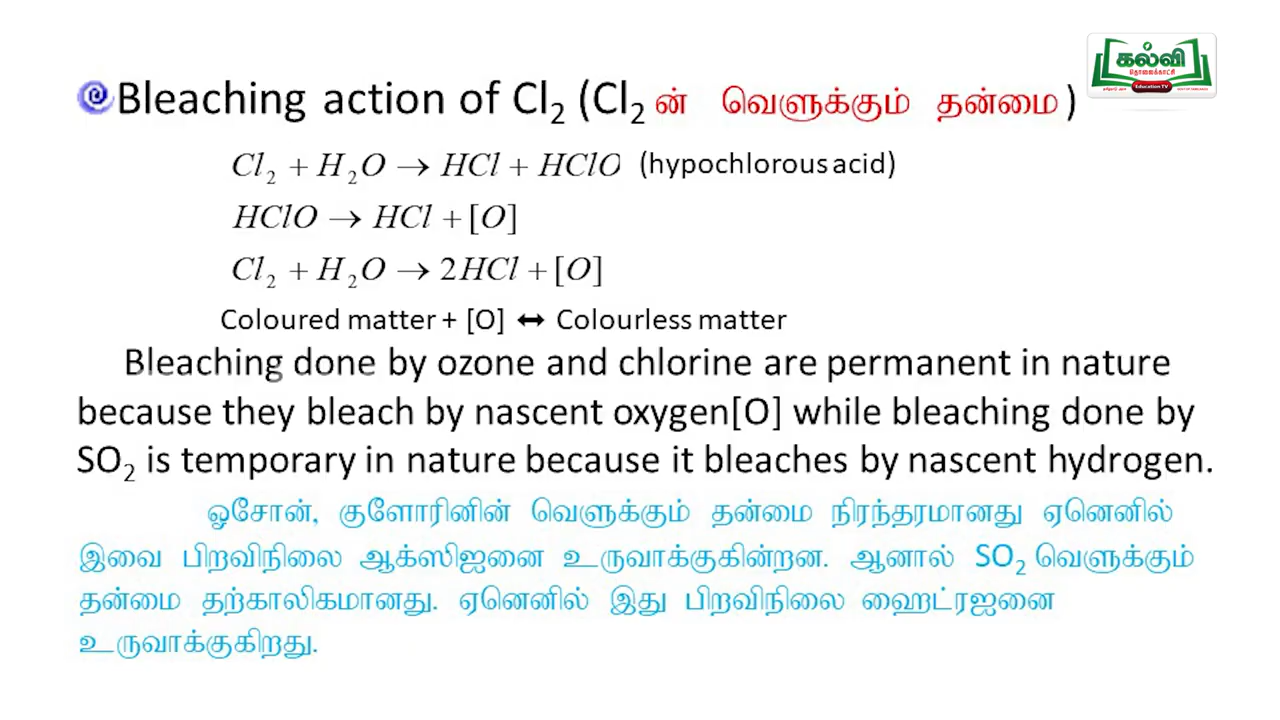 கல்வி
தொலைக்காட்சி
Education TV
Bleaching action of Cl₂ (Cl₂ ன் வெளுக்கும் தன்மை)
Cl₂ + H₂O → HCl + HClO (hypochlorous acid)
HClO → HCl + [O]
Cl₂ + H₂O → 2HCl + [O]
Coloured matter + [O] ↔ Colourless matter
Bleaching done by ozone and chlorine are permanent in nature
because they bleach by nascent oxygen[O] while bleaching done by
SO₂ is temporary in nature because it bleaches by nascent hydrogen.
ஓசோன், குளோரினின் வெளுக்கும் தன்மை நிரந்தரமானது ஏனெனில்
இவை பிறவிநிலை ஆக்ஸிஜனை உருவாக்குகின்றன. ஆனால் SO₂ வெளுக்கும்
தன்மை தற்காலிகமானது. ஏனெனில் இது பிறவிநிலை ஹைட்ரஜனை
உருவாக்குகிறது.